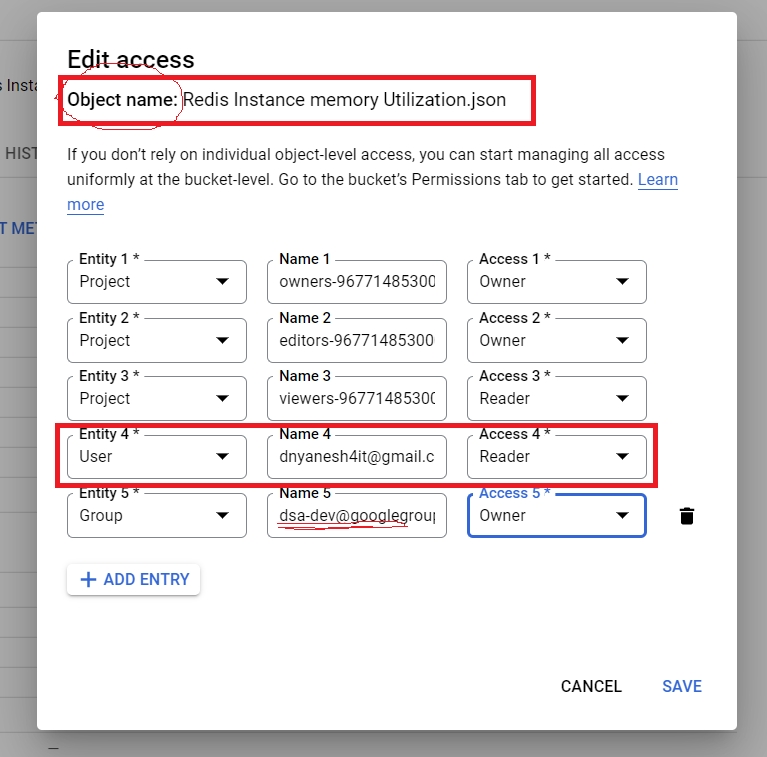 Edit access
Object name: Redis Instance memory Utilization.json
If you don't rely on individual object-level access, you can start managing all access
uniformly at the bucket-level. Go to the bucket's Permissions tab to get started. Learn
more
Entity 1 * Name 1 Access 1 *
Project owners-96771485300 Owner
Entity 2 * Name 2 Access 2 *
Project editors-96771485300 Owner
Entity 3 * Name 3 Access 3 *
Project viewers-96771485300 Reader
Entity 4 * Name 4 Access 4 *
User dnyanesh4it@gmail.c Reader
Entity 5 * Name 5 Access 5 *
Group dsa-dev@googlegroup Owner
+ ADD ENTRY
CANCEL SAVE
s Insta
HIST
T ME